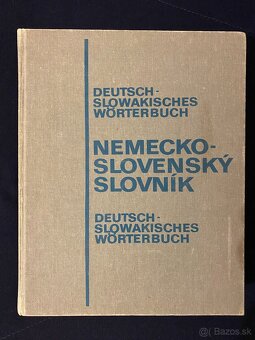 DEUTSCH-
SLOWAKISCHES
WÖRTERBUCH
NEMECKO-
SLOVENSKÝ
SLOVNÍK
DEUTSCH-
SLOWAKISCHES
WÖRTERBUCH
Bazos.sk